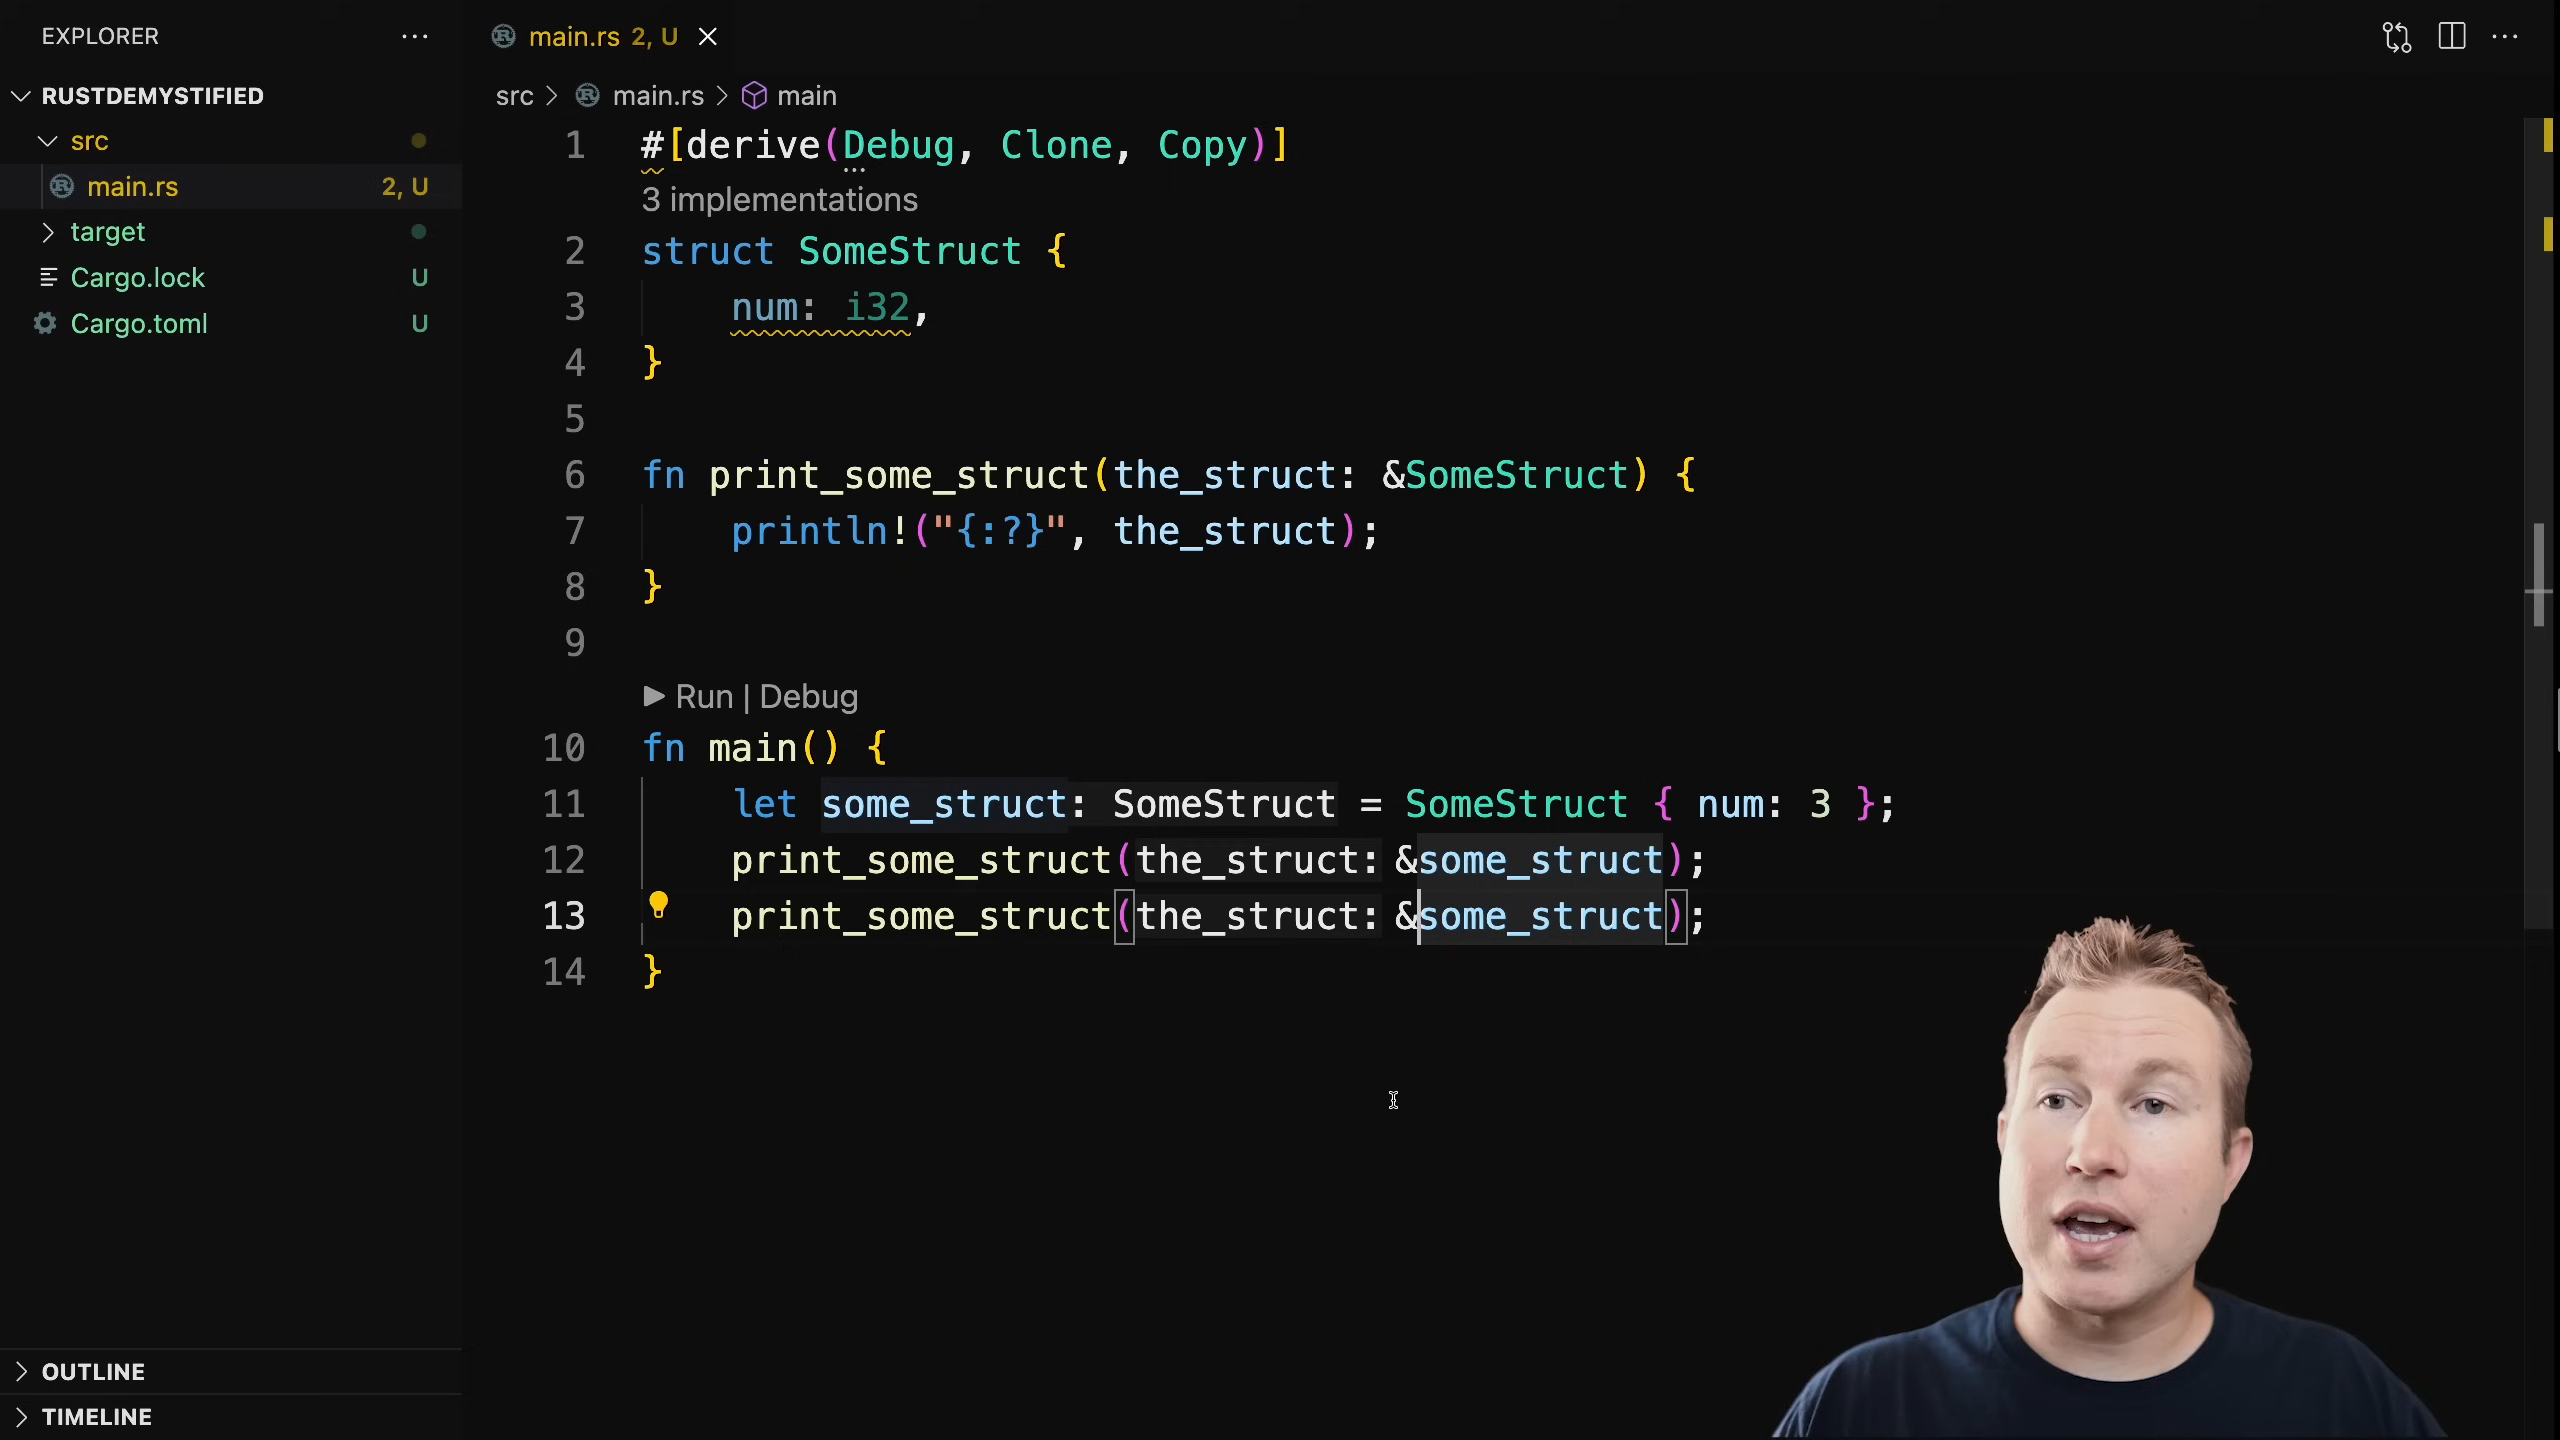 EXPLORER ···
RUSTDEMYSTIFIED
src
main.rs 2, U
target
Cargo.lock U
Cargo.toml U
OUTLINE
TIMELINE
main.rs 2, U
src > main.rs > main
1 #[derive(Debug, Clone, Copy)]
3 implementations
2 struct SomeStruct {
3 num: i32,
4 }
5
6 fn print_some_struct(the_struct: &SomeStruct) {
7 println!("{:?}", the_struct);
8 }
9
Run | Debug
10 fn main() {
11 let some_struct: SomeStruct = SomeStruct { num: 3 };
12 print_some_struct(the_struct: &some_struct);
13 print_some_struct(the_struct: &some_struct);
14 }